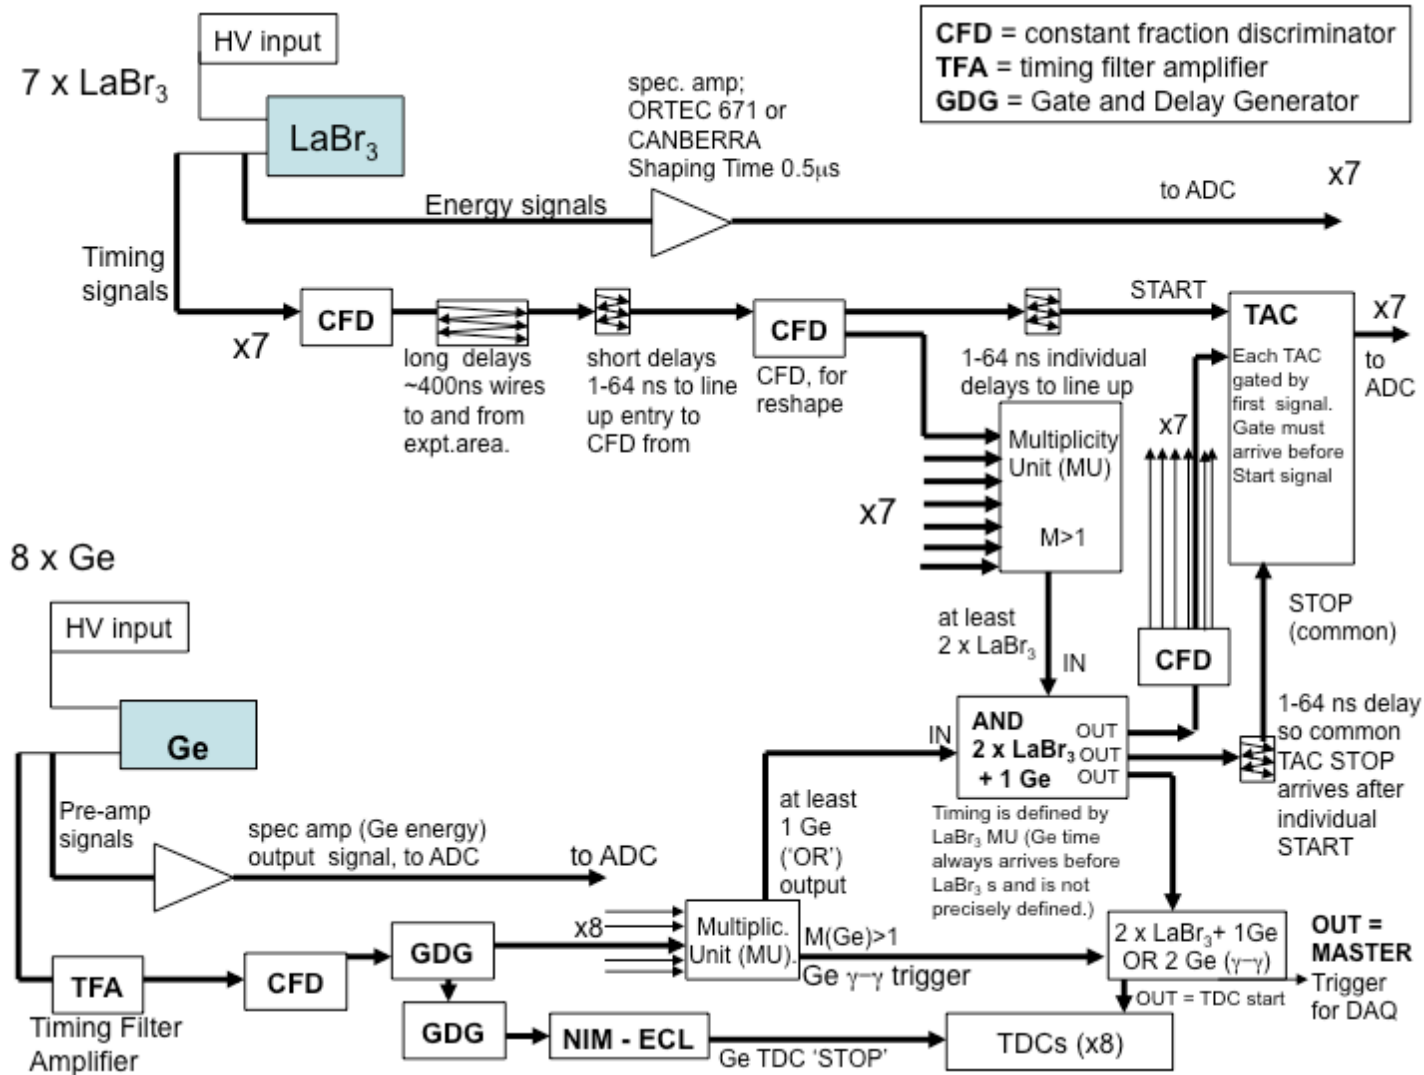 HV input
7 x LaBr3
LaBr3
CFD = constant fraction discriminator
TFA = timing filter amplifier
GDG = Gate and Delay Generator
spec. amp;
ORTEC 671 or
CANBERRA
Shaping Time 0.5μs
Energy signals
to ADC
x7
Timing
signals
x7
CFD
long delays
~400ns wires
to and from
expt.area.
short delays
1-64 ns to line
up entry to
CFD from
CFD
CFD, for
reshape
START
1-64 ns individual
delays to line up
TAC
Each TAC
gated by
first signal.
Gate must
arrive before
Start signal
x7
to
ADC
Multiplicity
Unit (MU)
M>1
x7
x7
at least
2 x LaBr3
IN
CFD
STOP
(common)
1-64 ns delay
so common
TAC STOP
arrives after
individual
START
8 x Ge
HV input
Ge
Pre-amp
signals
spec amp (Ge energy)
output signal, to ADC
to ADC
IN
AND
2 x LaBr3
+ 1 Ge
OUT
OUT
OUT
Timing is defined by
LaBr3 MU (Ge time
always arrives before
LaBr3 s and is not
precisely defined.)
at least
1 Ge
('OR')
output
TFA
Timing Filter
Amplifier
CFD
GDG
x8
Multiplic.
Unit (MU).
M(Ge)>1
Ge γ-γ trigger
2 x LaBr3+ 1Ge
OR 2 Ge (γ-γ)
OUT =
MASTER
Trigger
for DAQ
OUT = TDC start
GDG
NIM - ECL
Ge TDC 'STOP'
TDCs (x8)